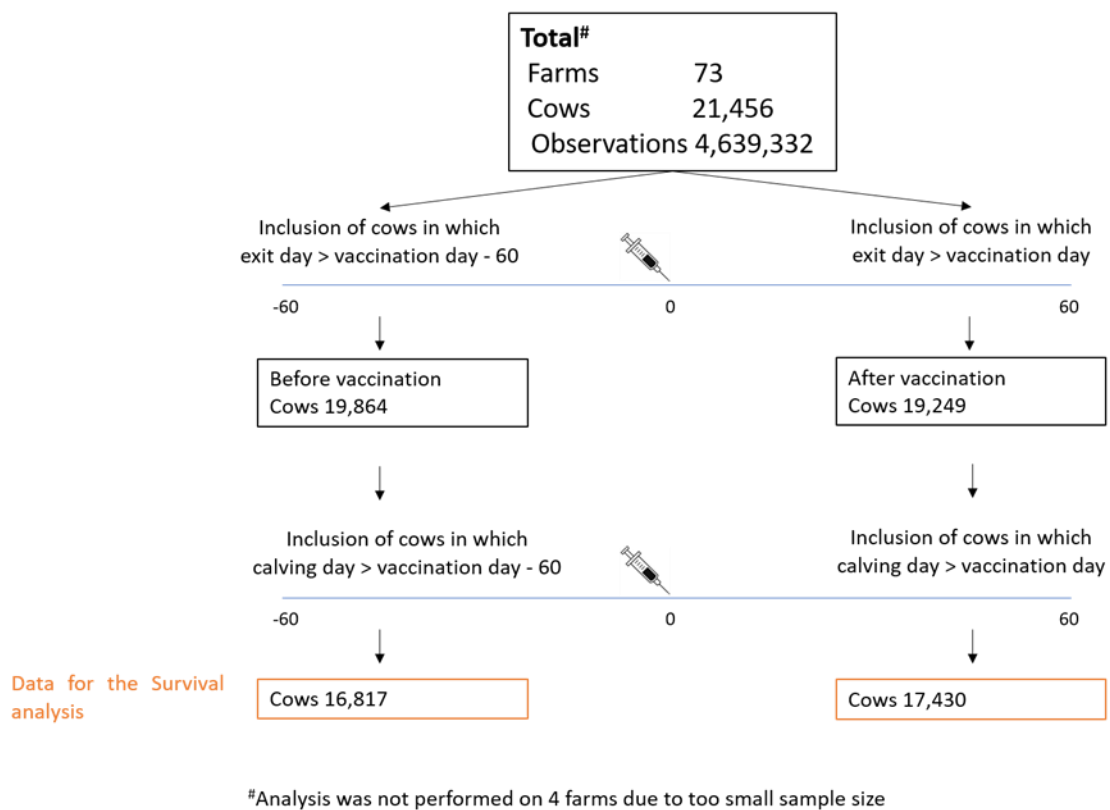 Total#
Farms 73
Cows 21,456
Observations 4,639,332
Inclusion of cows in which
exit day > vaccination day - 60
Inclusion of cows in which
exit day > vaccination day
-60
0
60
Before vaccination
Cows 19,864
After vaccination
Cows 19,249
Inclusion of cows in which
calving day > vaccination day - 60
Inclusion of cows in which
calving day > vaccination day
-60
0
60
Data for the Survival
analysis
Cows 16,817
Cows 17,430
#Analysis was not performed on 4 farms due to too small sample size